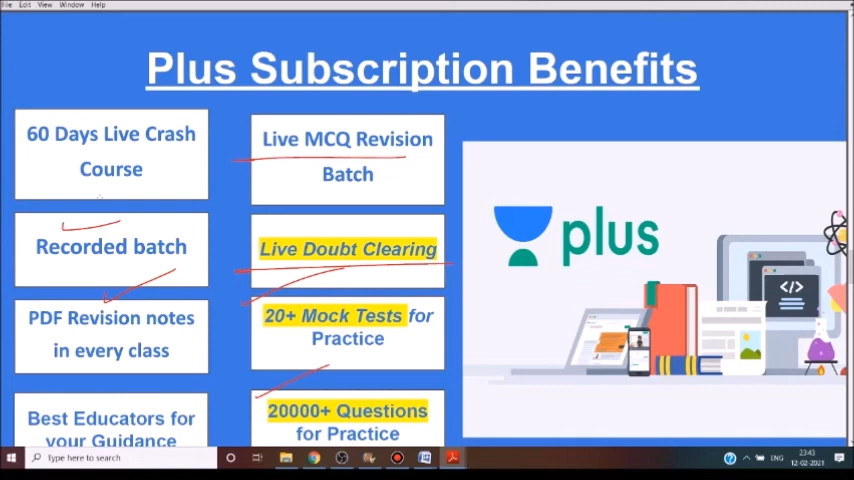 File Edit View Window Help
Plus Subscription Benefits
60 Days Live Crash
Course
Live MCQ Revision
Batch
Recorded batch
Live Doubt Clearing
PDF Revision notes
in every class
20+ Mock Tests for
Practice
Best Educators for
your Guidance
20000+ Questions
for Practice
plus
</>
Type here to search
ENG
23:43
12-02-2021